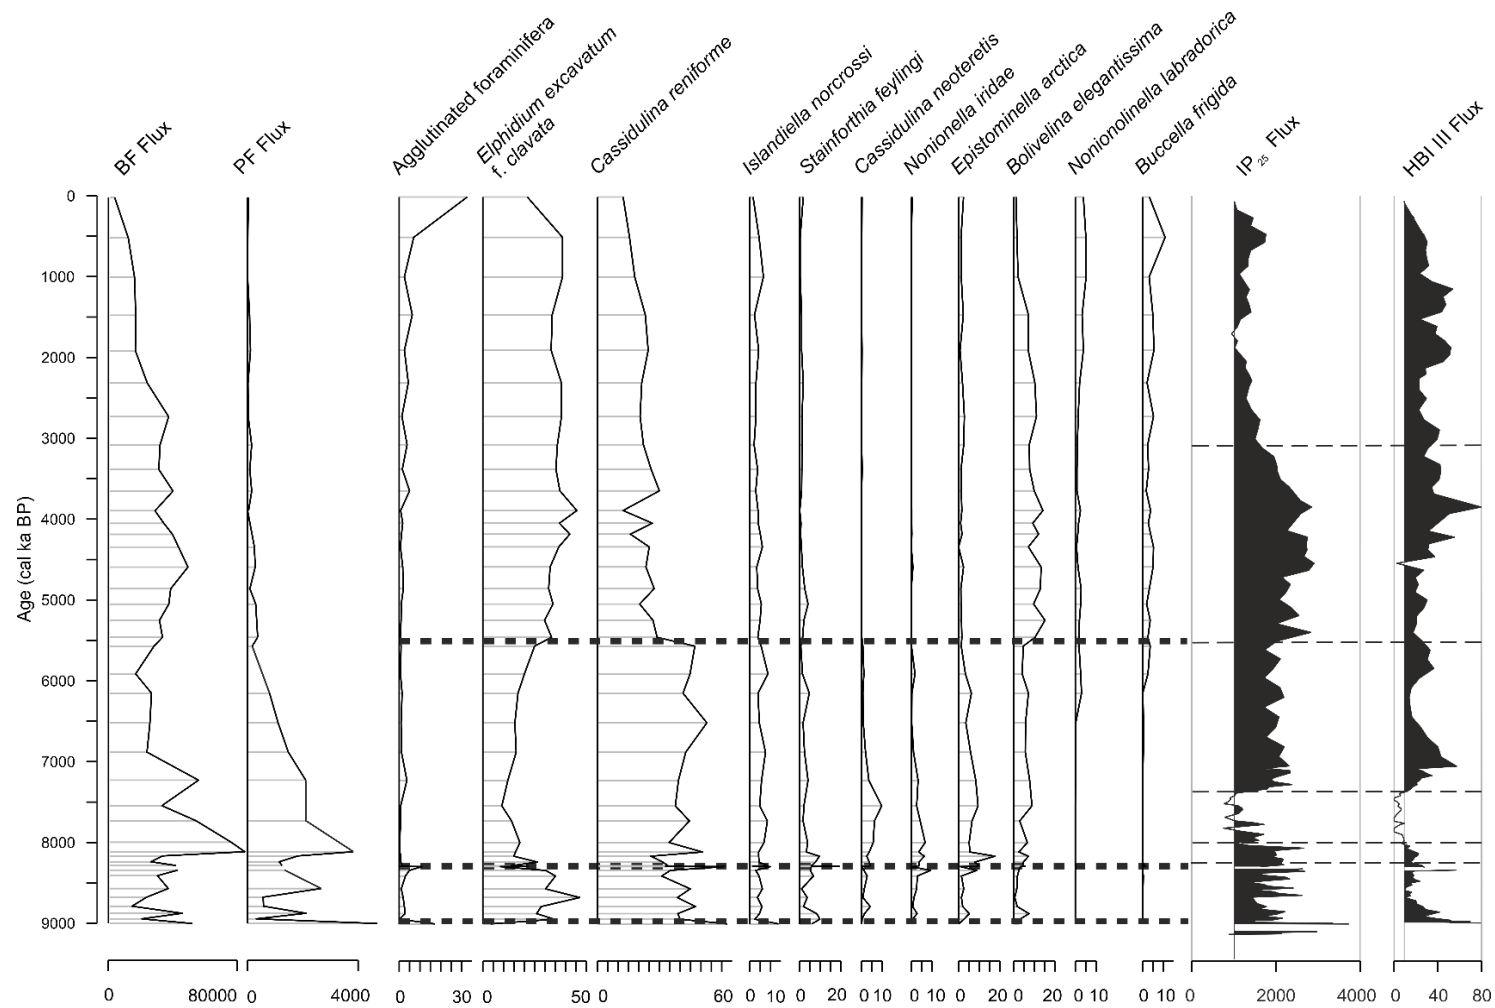 BF Flux
PF Flux
Agglutinated foraminifera
Elphidium excavatum
f. clavata
Cassidulina reniforme
Islandiella norcrossi
Stainforthia feylingi
Cassidulina neoteretis
Nonionella iridae
Epistominella arctica
Bolivelina elegantissima
Nonionolinella labradorica
Buccella frigida
IP25 Flux
HBI III Flux
Age (cal ka BP)
0
1000
2000
3000
4000
5000
6000
7000
8000
9000
0 80000 0 4000 0 30 0 50 0 60 0 10 0 20 0 10 0 10 0 20 0 20 0 10 0 10 0 2000 4000 0 40 80